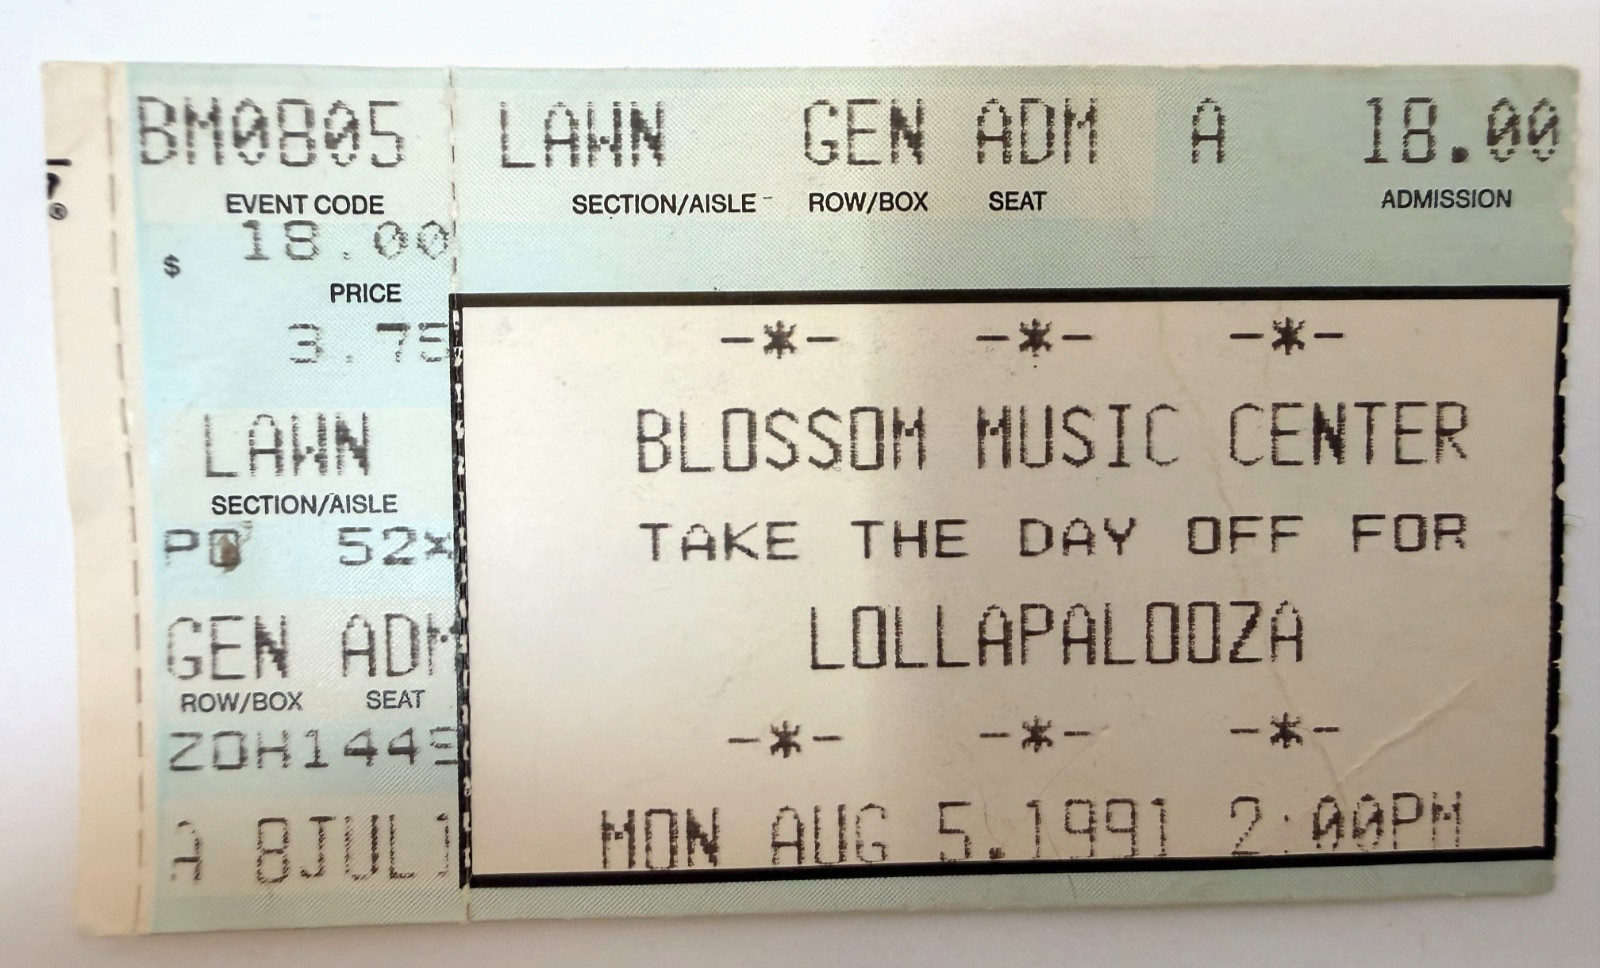 BM0805 LAWN GEN ADM A 18.00
EVENT CODE SECTION/AISLE ROW/BOX SEAT ADMISSION
$ 18.00
PRICE
3.75
LAWN
SECTION/AISLE
52×
GEN ADM
ROW/BOX SEAT
ZOH1449
A 8JUL1
-*- -*- -*-
BLOSSOM MUSIC CENTER
TAKE THE DAY OFF FOR
LOLLAPALOOZA
-*- -*- -*-
MON AUG 5.1991 2:00PM